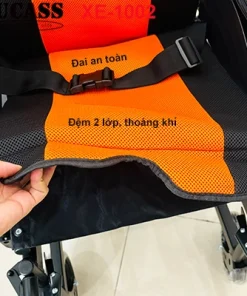 UCASS XE-1002
Đai an toàn
Đệm 2 lớp, thoáng khí